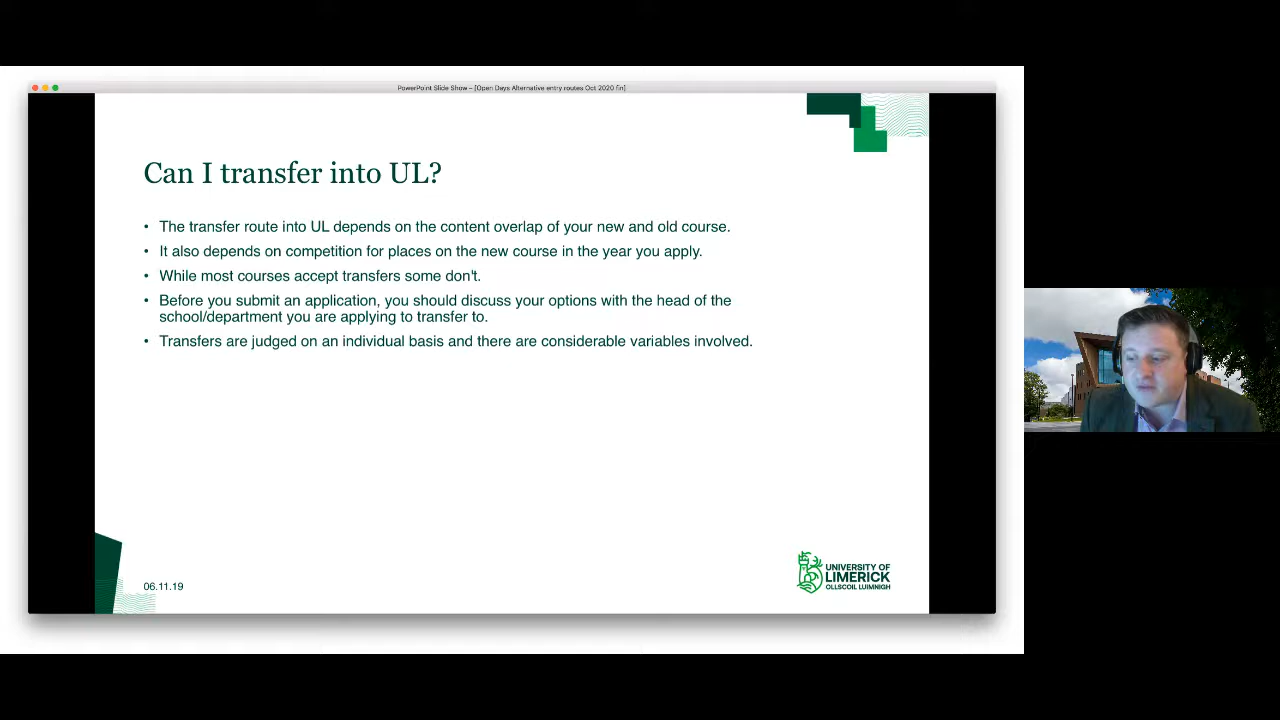 PowerPoint Slide Show – [Open Days Alternative entry routes Oct 2020 fin]
Can I transfer into UL?
• The transfer route into UL depends on the content overlap of your new and old course.
• It also depends on competition for places on the new course in the year you apply.
• While most courses accept transfers some don't.
• Before you submit an application, you should discuss your options with the head of the
school/department you are applying to transfer to.
• Transfers are judged on an individual basis and there are considerable variables involved.
06.11.19
UNIVERSITY OF
LIMERICK
OLLSCOIL LUIMNIGH